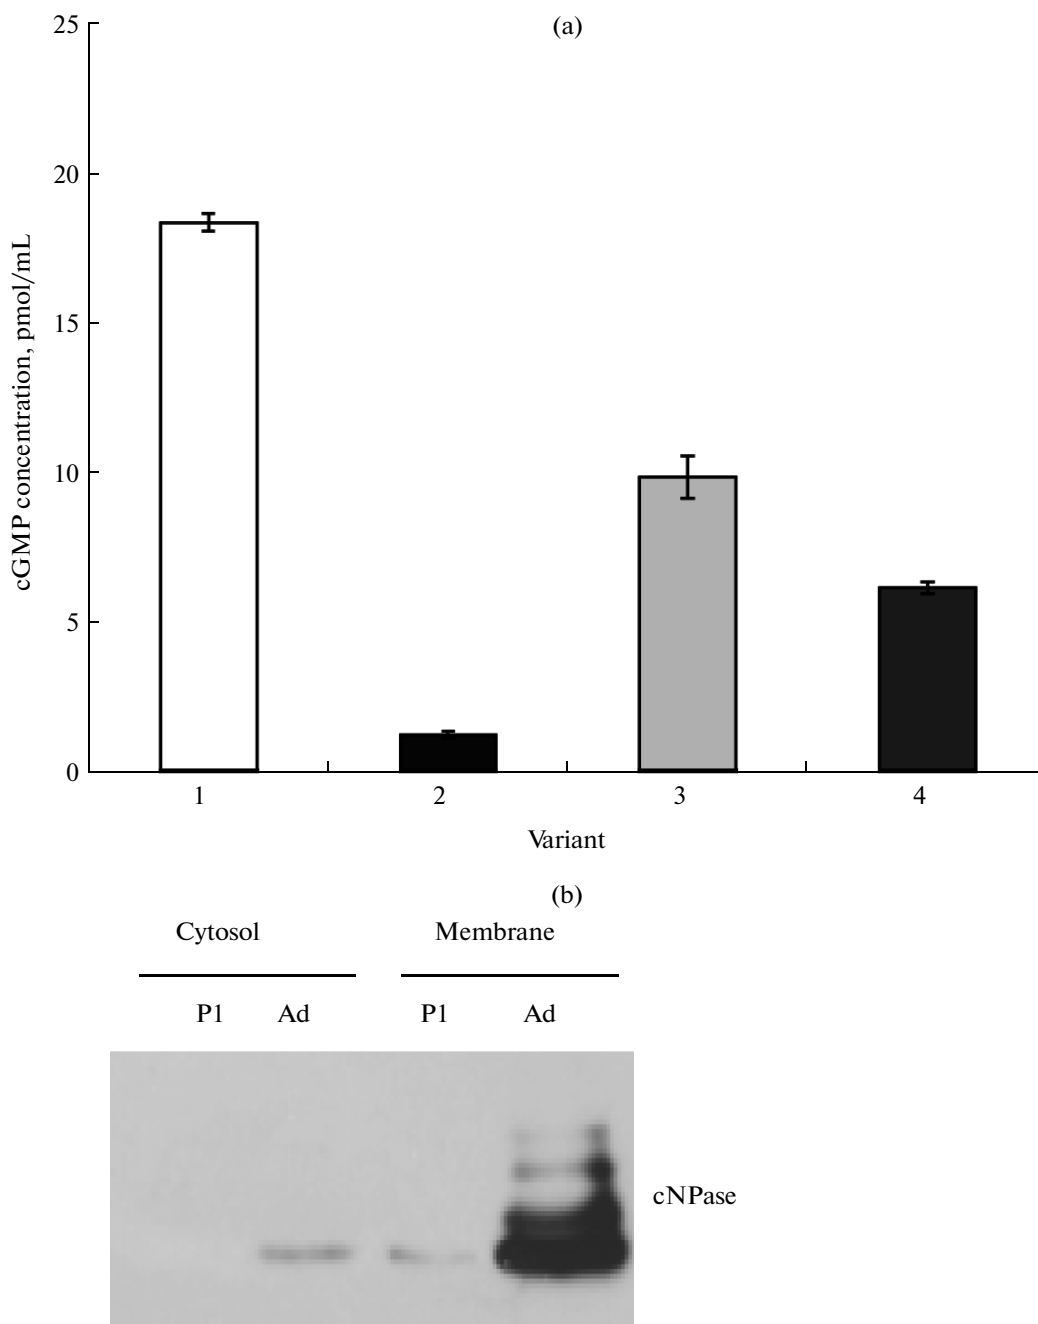 (a)
25
20
15
10
5
0
cGMP concentration, pmol/mL
1 2 3 4
Variant
(b)
Cytosol Membrane
P1 Ad P1 Ad
cNPase